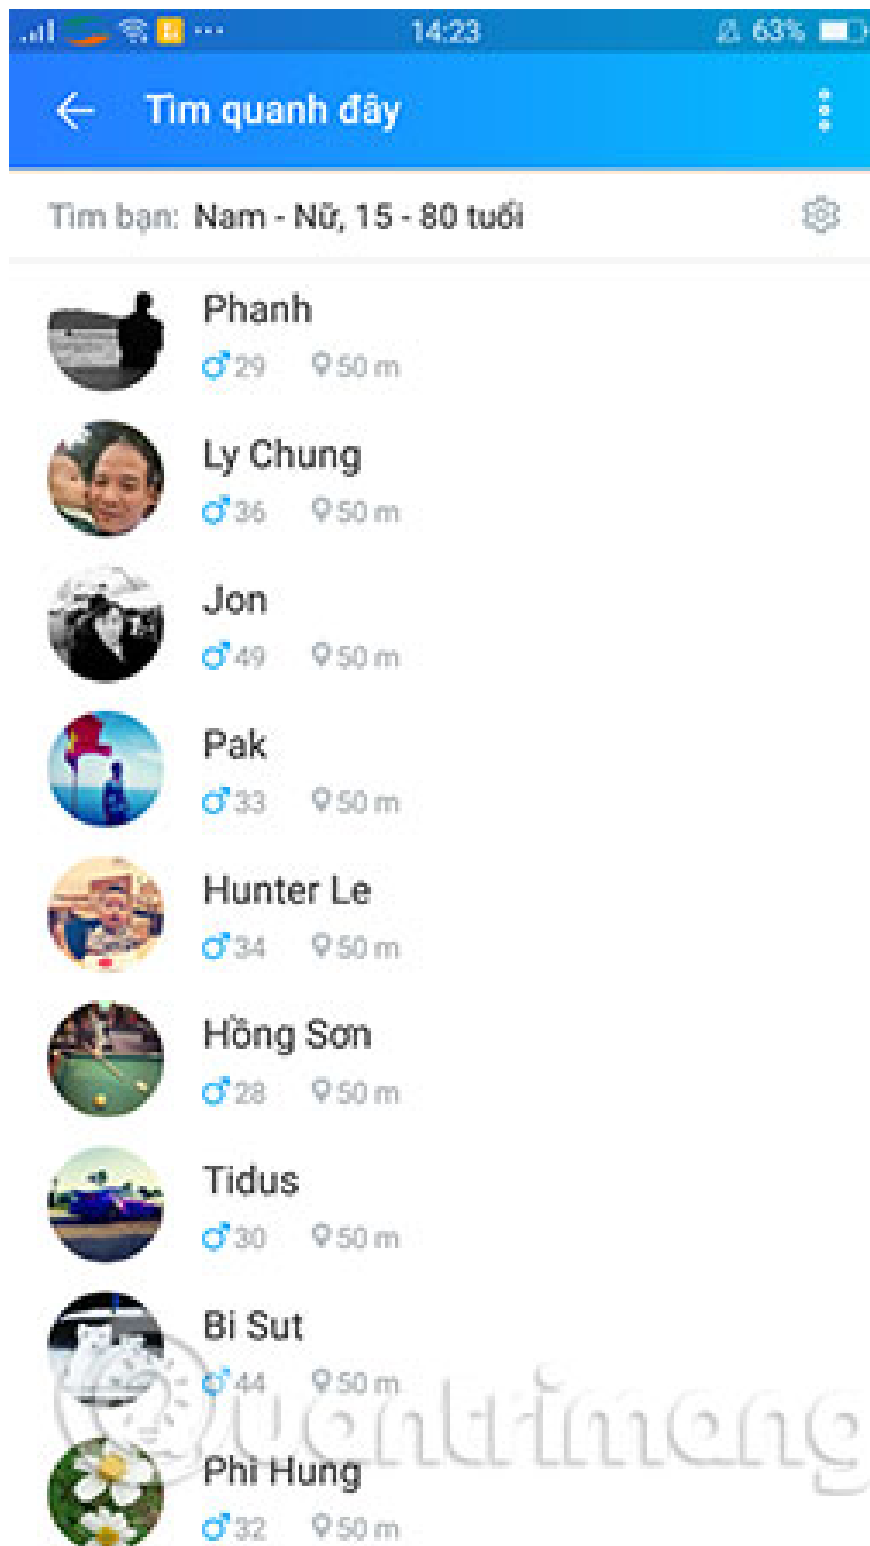 14:23
63%
Tìm quanh đây
Tìm bạn: Nam - Nữ, 15 - 80 tuổi
Phanh
29 50 m
Ly Chung
36 50 m
Jon
49 50 m
Pak
33 50 m
Hunter Le
34 50 m
Hồng Sơn
28 50 m
Tidus
30 50 m
Bi Sut
44 50 m
Quantrimang
Phi Hung
32 50 m